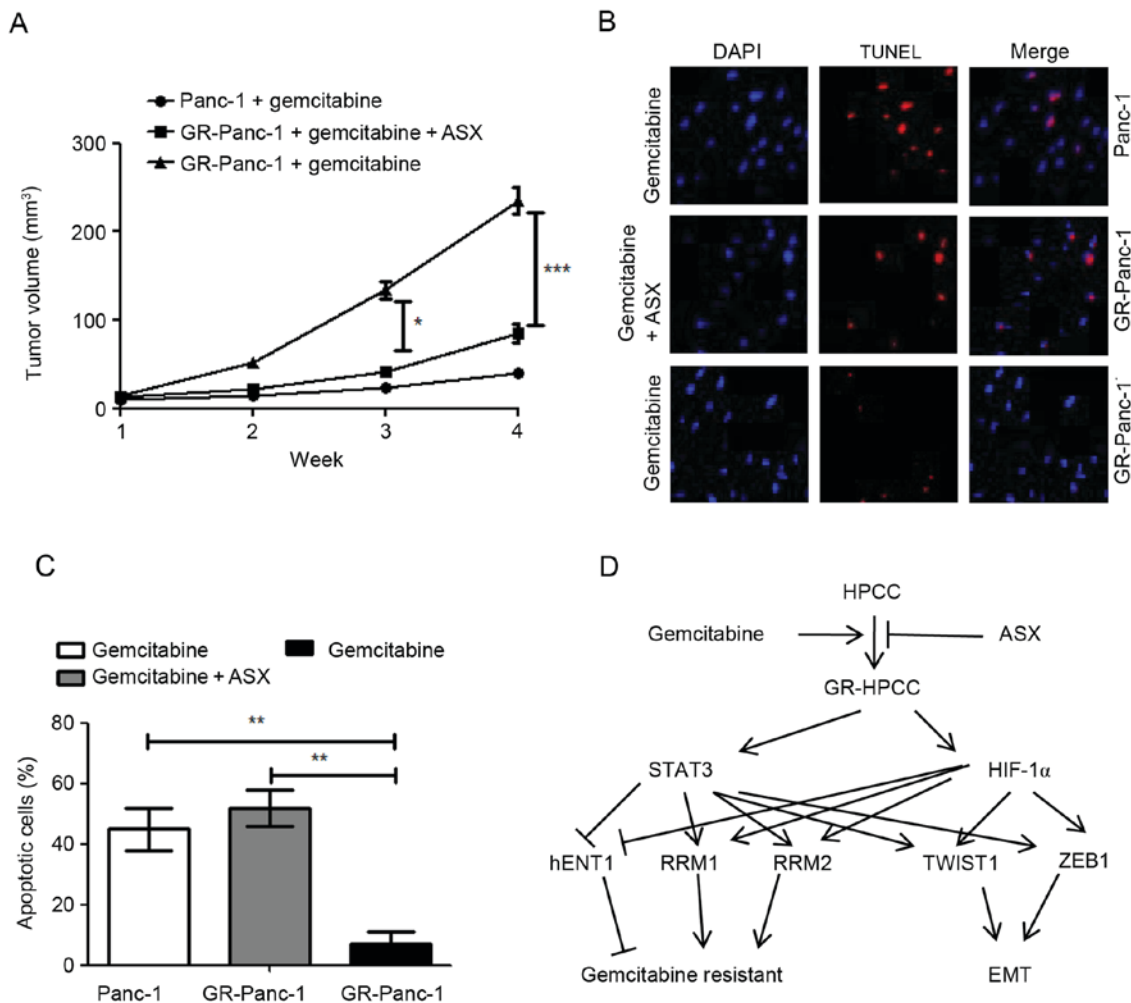 A
Panc-1 + gemcitabine
GR-Panc-1 + gemcitabine + ASX
GR-Panc-1 + gemcitabine
Tumor volume (mm³)
300
200
100
0
*
***
1 2 3 4
Week
B
DAPI TUNEL Merge
Gemcitabine
Panc-1
Gemcitabine
+ ASX
GR-Panc-1
Gemcitabine
GR-Panc-1
C
Gemcitabine
Gemcitabine
Gemcitabine + ASX
Apoptotic cells (%)
80
60
40
20
0
**
**
Panc-1 GR-Panc-1 GR-Panc-1
D
HPCC
Gemcitabine ASX
GR-HPCC
STAT3 HIF-1α
hENT1 RRM1 RRM2 TWIST1 ZEB1
Gemcitabine resistant EMT